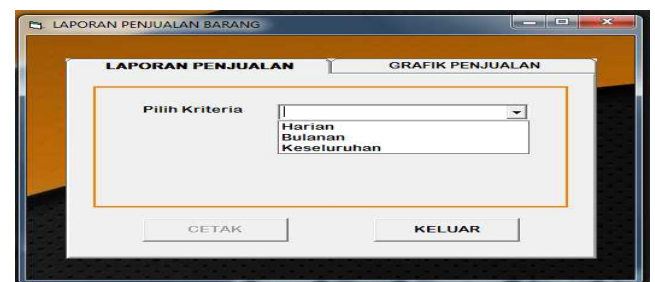 LAPORAN PENJUALAN BARANG
LAPORAN PENJUALAN GRAFIK PENJUALAN
Pilih Kriteria
Harian
Bulanan
Keseluruhan
CETAK KELUAR